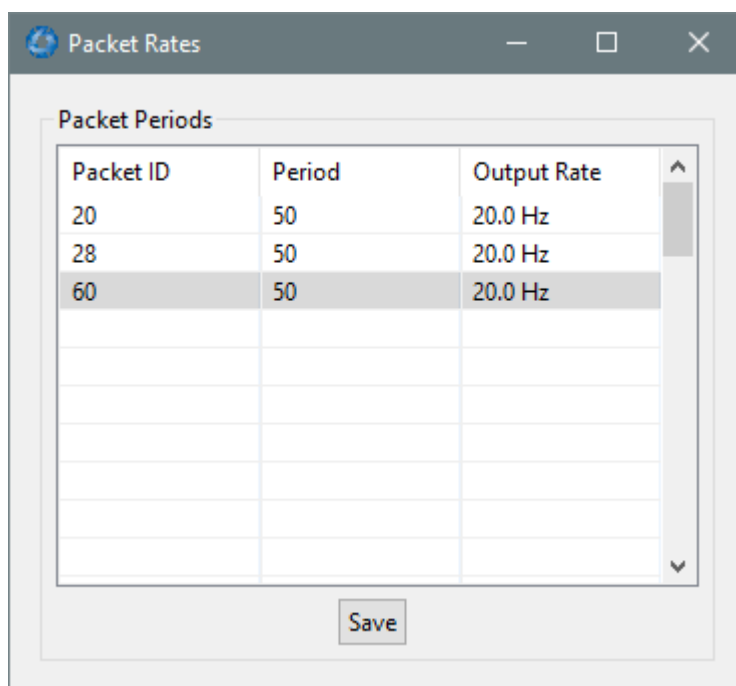 Packet Rates
Packet Periods
Packet ID Period Output Rate
20 50 20.0 Hz
28 50 20.0 Hz
60 50 20.0 Hz
Save